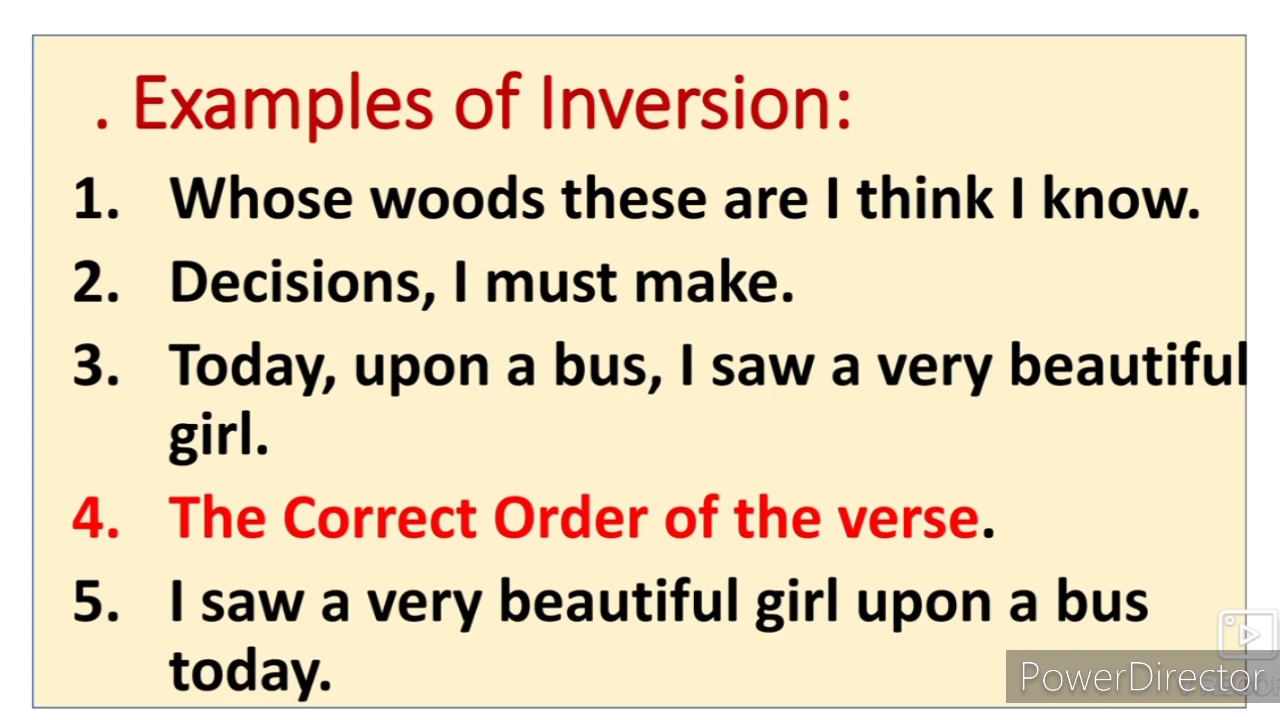 . Examples of Inversion:
1. Whose woods these are I think I know.
2. Decisions, I must make.
3. Today, upon a bus, I saw a very beautiful
girl.
4. The Correct Order of the verse.
5. I saw a very beautiful girl upon a bus
today.
PowerDirector